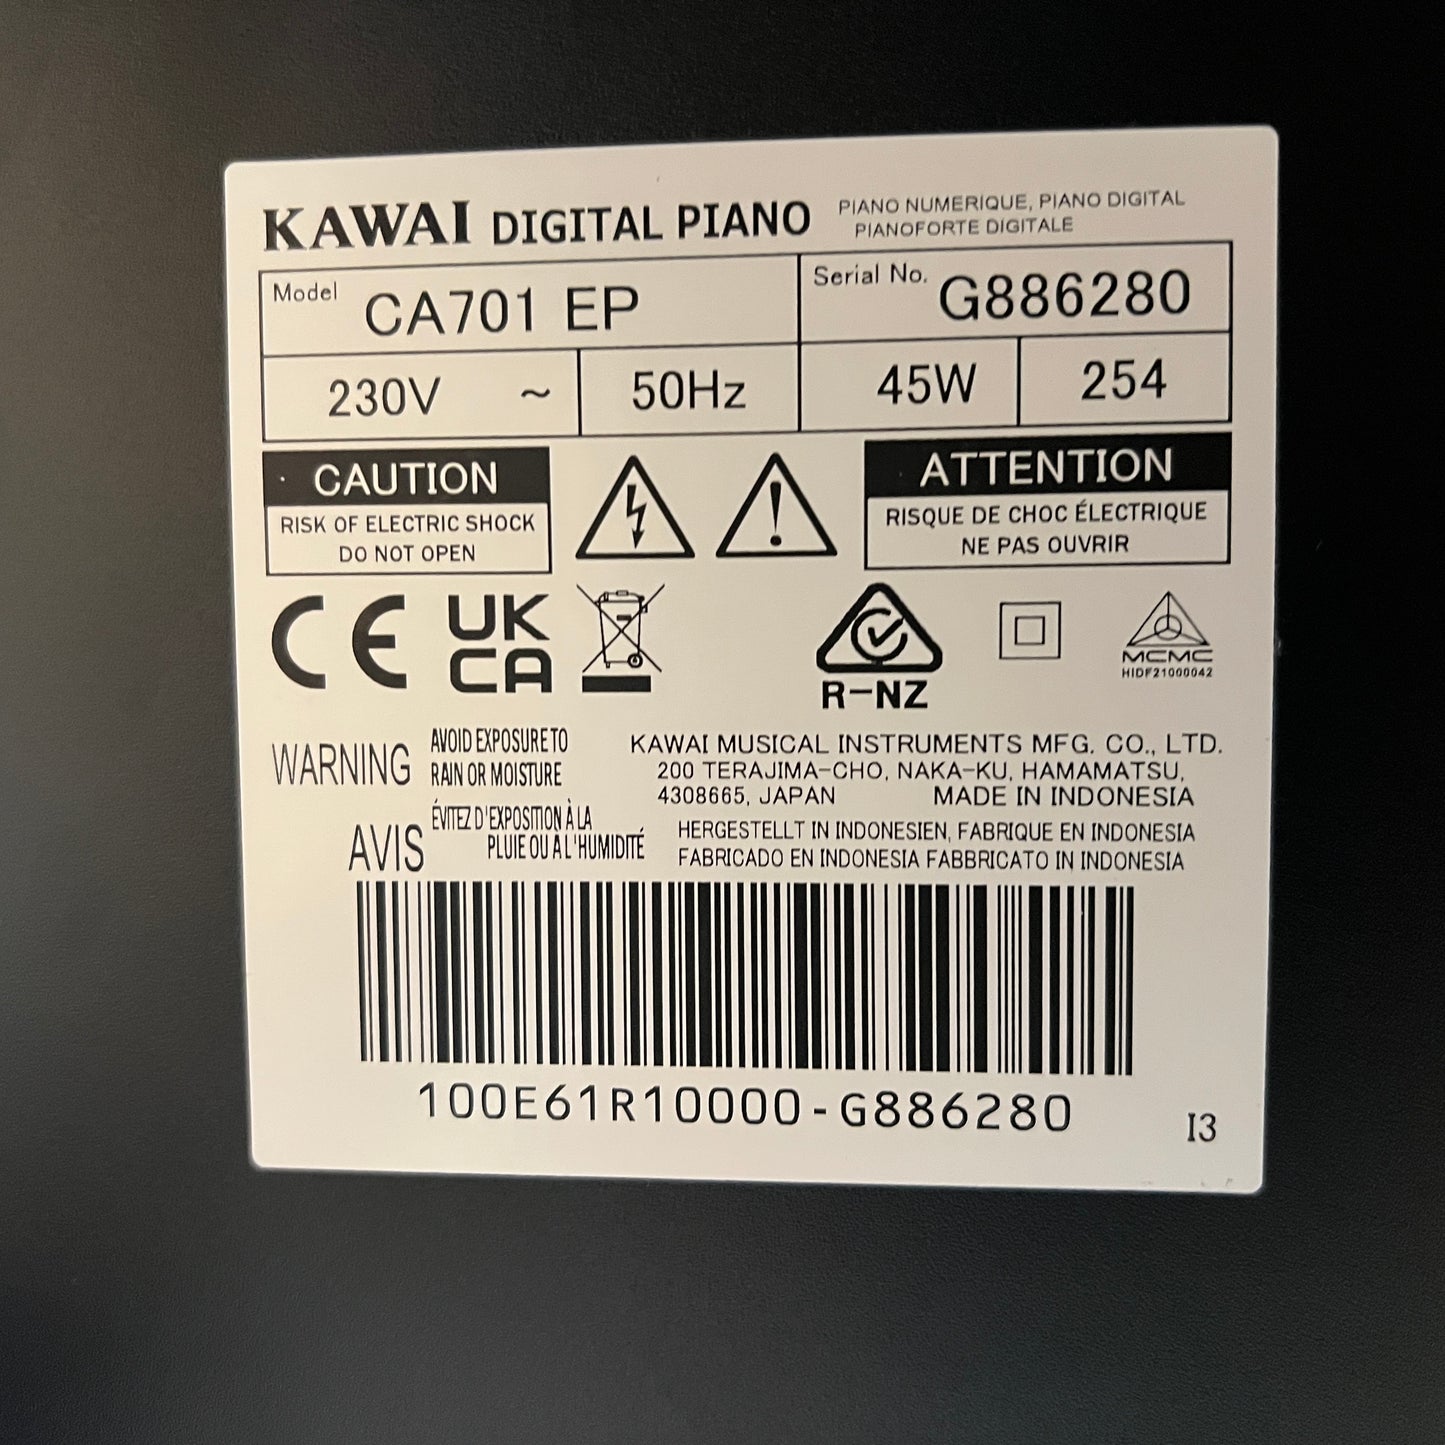 KAWAI DIGITAL PIANO
PIANO NUMERIQUE, PIANO DIGITAL
PIANOFORTE DIGITALE
Model CA701 EP
Serial No. G886280
230V ~ 50Hz 45W 254
CAUTION
RISK OF ELECTRIC SHOCK
DO NOT OPEN
ATTENTION
RISQUE DE CHOC ÉLECTRIQUE
NE PAS OUVRIR
CE
UK
CA
R-NZ
MCMC
HIDF21000042
WARNING
AVOID EXPOSURE TO
RAIN OR MOISTURE
AVIS
ÉVITEZ D'EXPOSITION À LA
PLUIE OU À L'HUMIDITÉ
KAWAI MUSICAL INSTRUMENTS MFG. CO., LTD.
200 TERAJIMA-CHO, NAKA-KU, HAMAMATSU,
4308665, JAPAN MADE IN INDONESIA
HERGESTELLT IN INDONESIEN, FABRIQUE EN INDONESIA
FABRICADO EN INDONESIA FABBRICATO IN INDONESIA
100E61R10000-G886280
I3